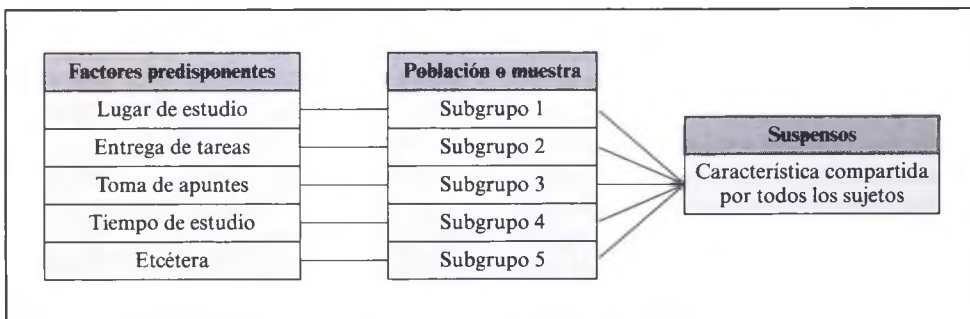 Factores predisponentes
Lugar de estudio
Entrega de tareas
Toma de apuntes
Tiempo de estudio
Etcétera
Población o muestra
Subgrupo 1
Subgrupo 2
Subgrupo 3
Subgrupo 4
Subgrupo 5
Suspensos
Característica compartida
por todos los sujetos